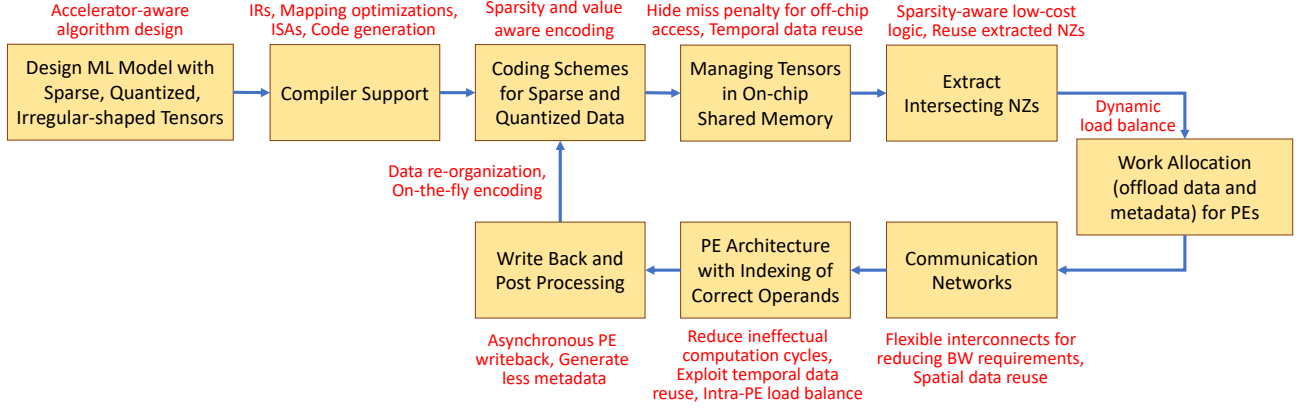 Accelerator-aware
algorithm design
Design ML Model with
Sparse, Quantized,
Irregular-shaped Tensors
IRs, Mapping optimizations,
ISAs, Code generation
Compiler Support
Sparsity and value
aware encoding
Coding Schemes
for Sparse and
Quantized Data
Hide miss penalty for off-chip
access, Temporal data reuse
Managing Tensors
in On-chip
Shared Memory
Sparsity-aware low-cost
logic, Reuse extracted NZs
Extract
Intersecting NZs
Dynamic
load balance
Work Allocation
(offload data and
metadata) for PEs
Data re-organization,
On-the-fly encoding
Write Back and
Post Processing
Asynchronous PE
writeback, Generate
less metadata
PE Architecture
with Indexing of
Correct Operands
Reduce ineffectual
computation cycles,
Exploit temporal data
reuse, Intra-PE load balance
Communication
Networks
Flexible interconnects for
reducing BW requirements,
Spatial data reuse